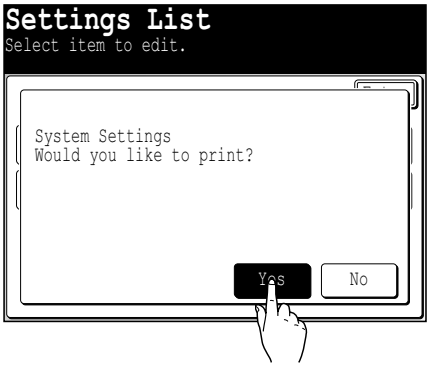 Settings List
Select item to edit.
System Settings
Would you like to print?
Yes
No